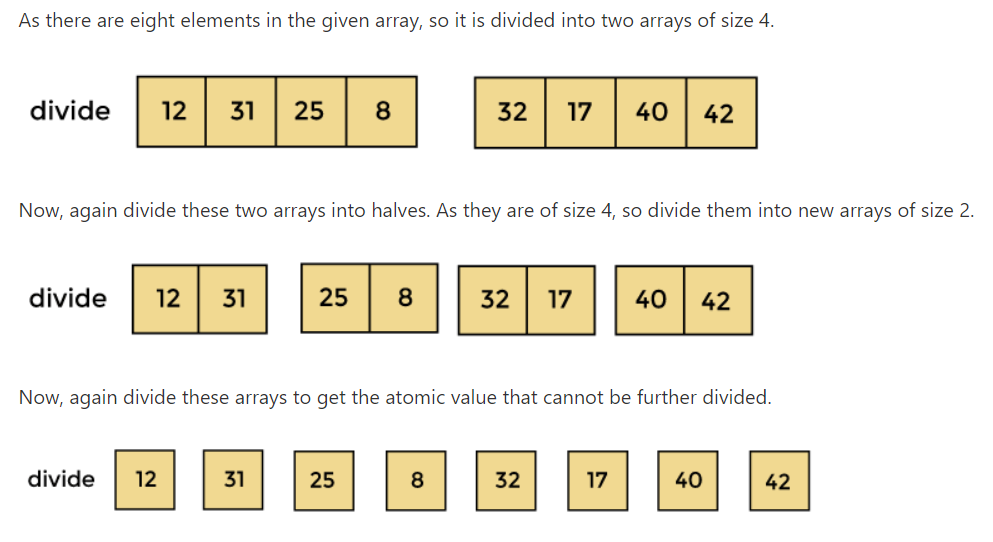 As there are eight elements in the given array, so it is divided into two arrays of size 4.
divide 12 31 25 8 32 17 40 42
Now, again divide these two arrays into halves. As they are of size 4, so divide them into new arrays of size 2.
divide 12 31 25 8 32 17 40 42
Now, again divide these arrays to get the atomic value that cannot be further divided.
divide 12 31 25 8 32 17 40 42